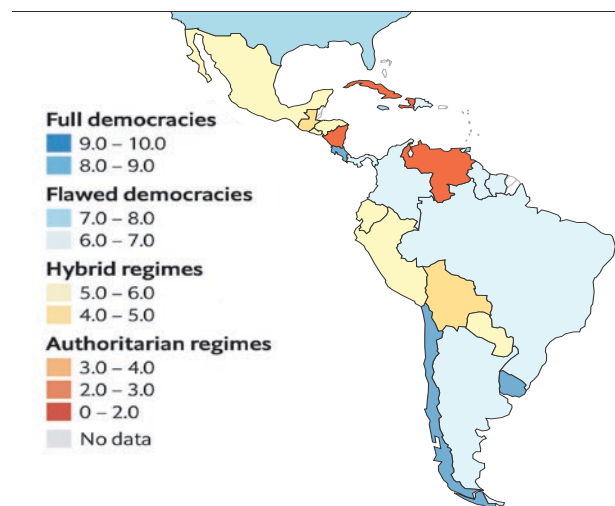 Full democracies
9.0 – 10.0
8.0 – 9.0
Flawed democracies
7.0 – 8.0
6.0 – 7.0
Hybrid regimes
5.0 – 6.0
4.0 – 5.0
Authoritarian regimes
3.0 – 4.0
2.0 – 3.0
0 – 2.0
No data